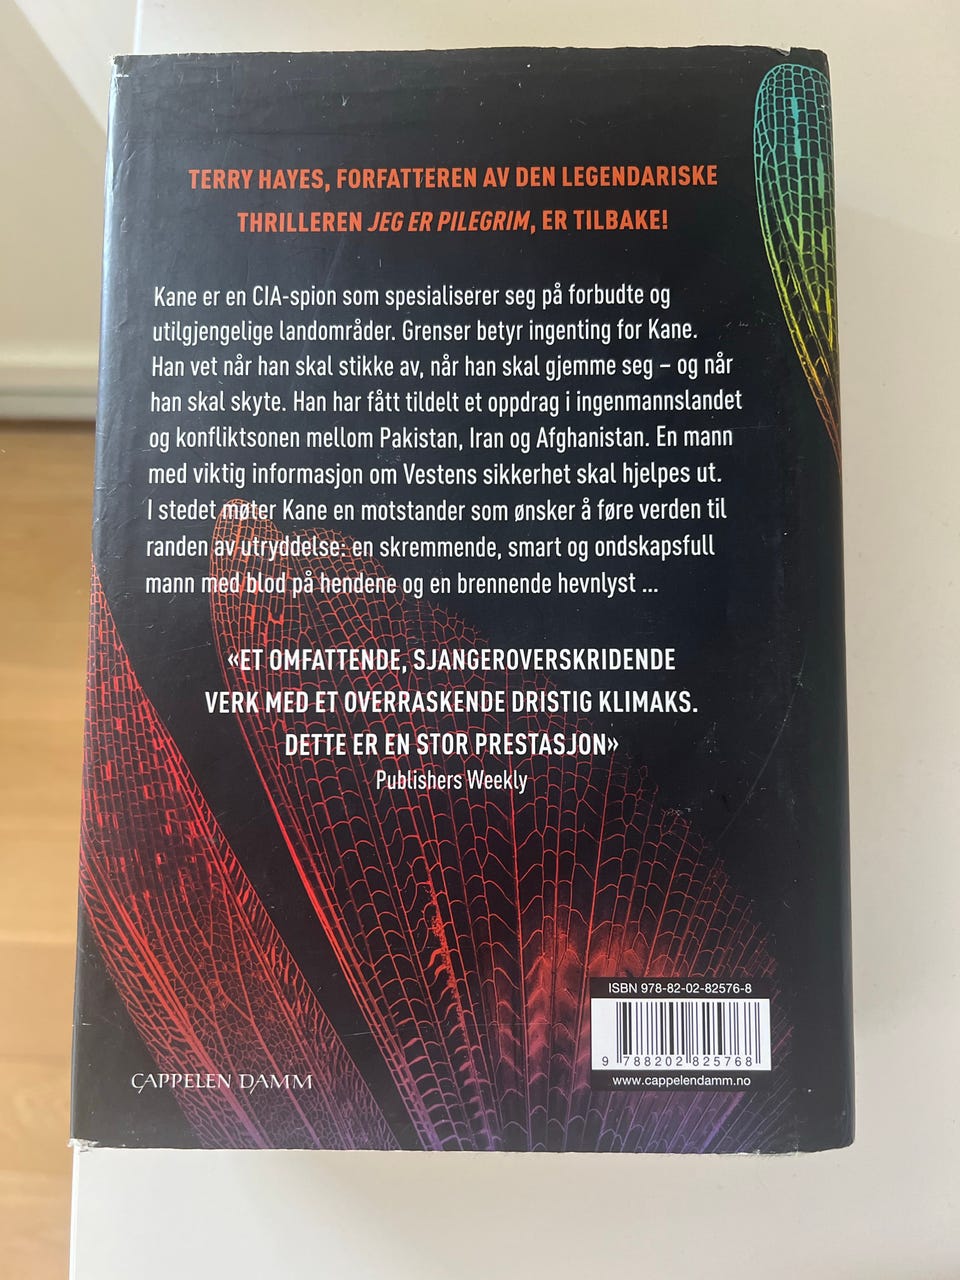 TERRY HAYES, FORFATTEREN AV DEN LEGENDARISKE
THRILLEREN JEG ER PILEGRIM, ER TILBAKE!
Kane er en CIA-spion som spesialiserer seg på forbudte og
utilgjengelige landområder. Grenser betyr ingenting for Kane.
Han vet når han skal stikke av, når han skal gjemme seg – og når
han skal skyte. Han har fått tildelt et oppdrag i ingenmannslandet
og konfliktsonen mellom Pakistan, Iran og Afghanistan. En mann
med viktig informasjon om Vestens sikkerhet skal hjelpes ut.
I stedet møter Kane en motstander som ønsker å føre verden til
randen av utryddelse: en skremmende, smart og ondskapsfull
mann med blod på hendene og en brennende hevnlyst ...
«ET OMFATTENDE, SJANGEROVERSKRIDENDE
VERK MED ET OVERRASKENDE DRISTIG KLIMAKS.
DETTE ER EN STOR PRESTASJON»
Publishers Weekly
ISBN 978-82-02-82576-8
9 788202 825768
www.cappelendamm.no
CAPPELEN DAMM